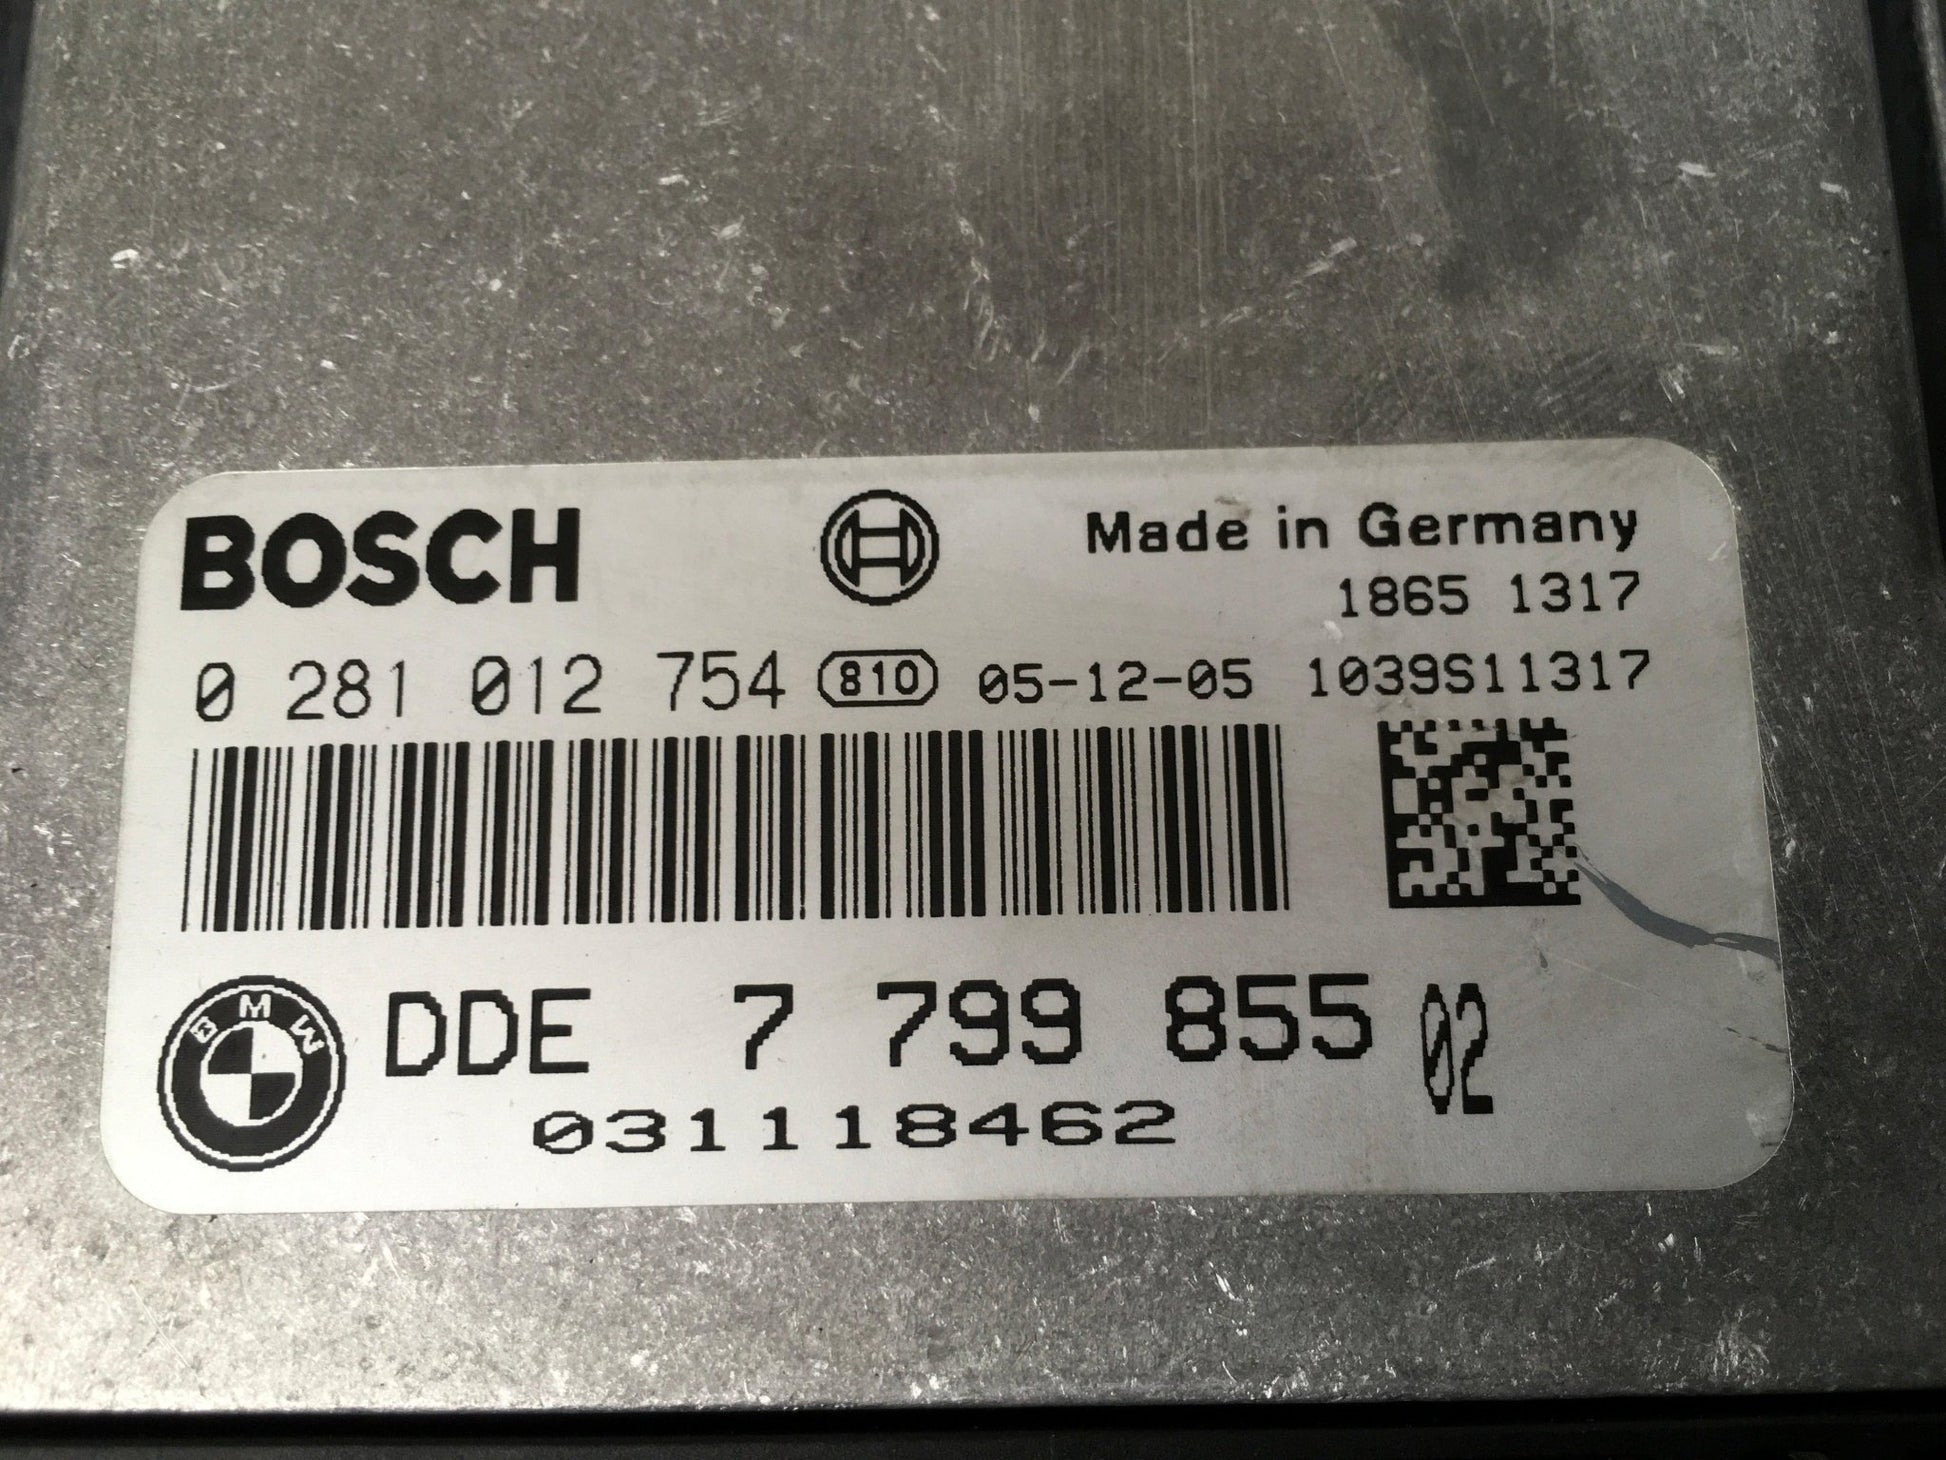 BOSCH Made in Germany
1865 1317
0 281 012 754 810 05-12-05 1039S11317
BMW DDE 7 799 855 02
031118462